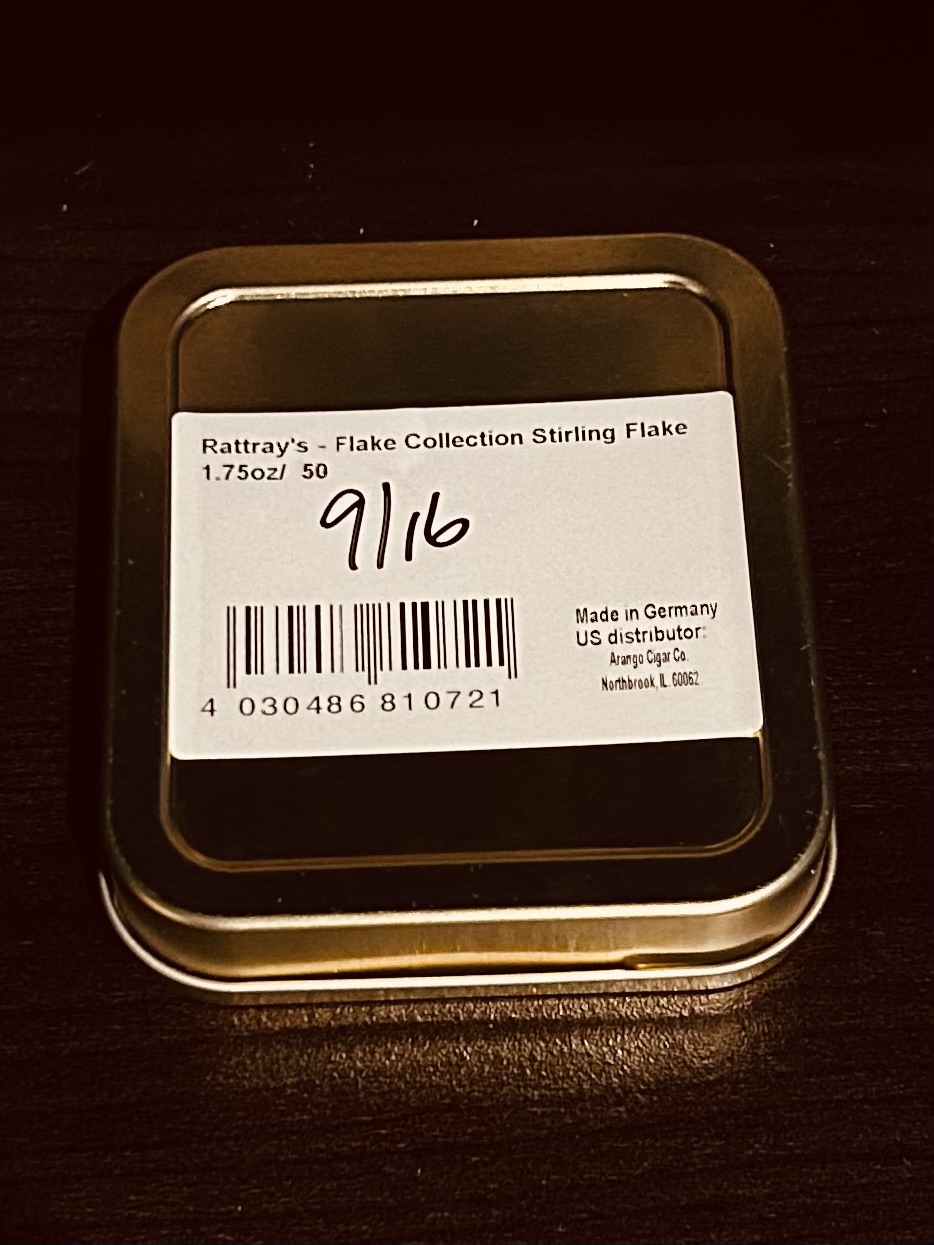 Rattray's - Flake Collection Stirling Flake
1.75oz/  50
9/16
Made in Germany
US distributor:
Arango Cigar Co.
Northbrook, IL. 60062
4 030486 810721